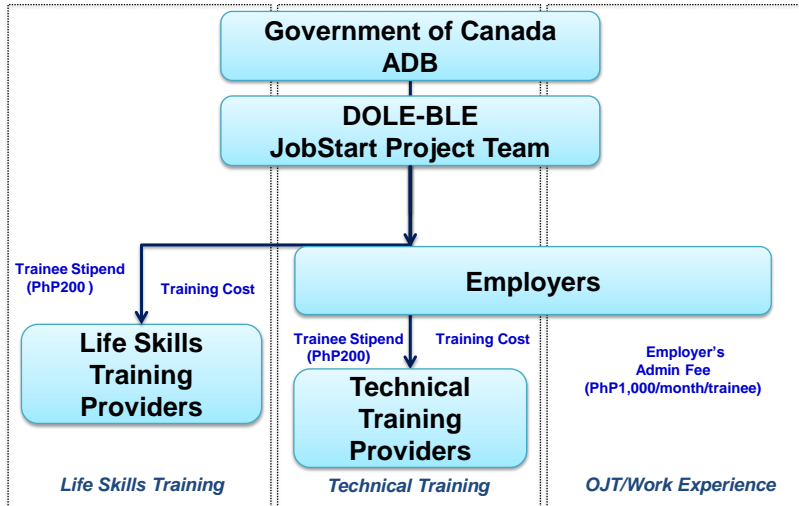 Government of Canada
ADB
DOLE-BLE
JobStart Project Team
Employers
Trainee Stipend
(PhP200 )
Training Cost
Life Skills
Training
Providers
Trainee Stipend
(PhP200)
Training Cost
Technical
Training
Providers
Employer's
Admin Fee
(PhP1,000/month/trainee)
Life Skills Training
Technical Training
OJT/Work Experience